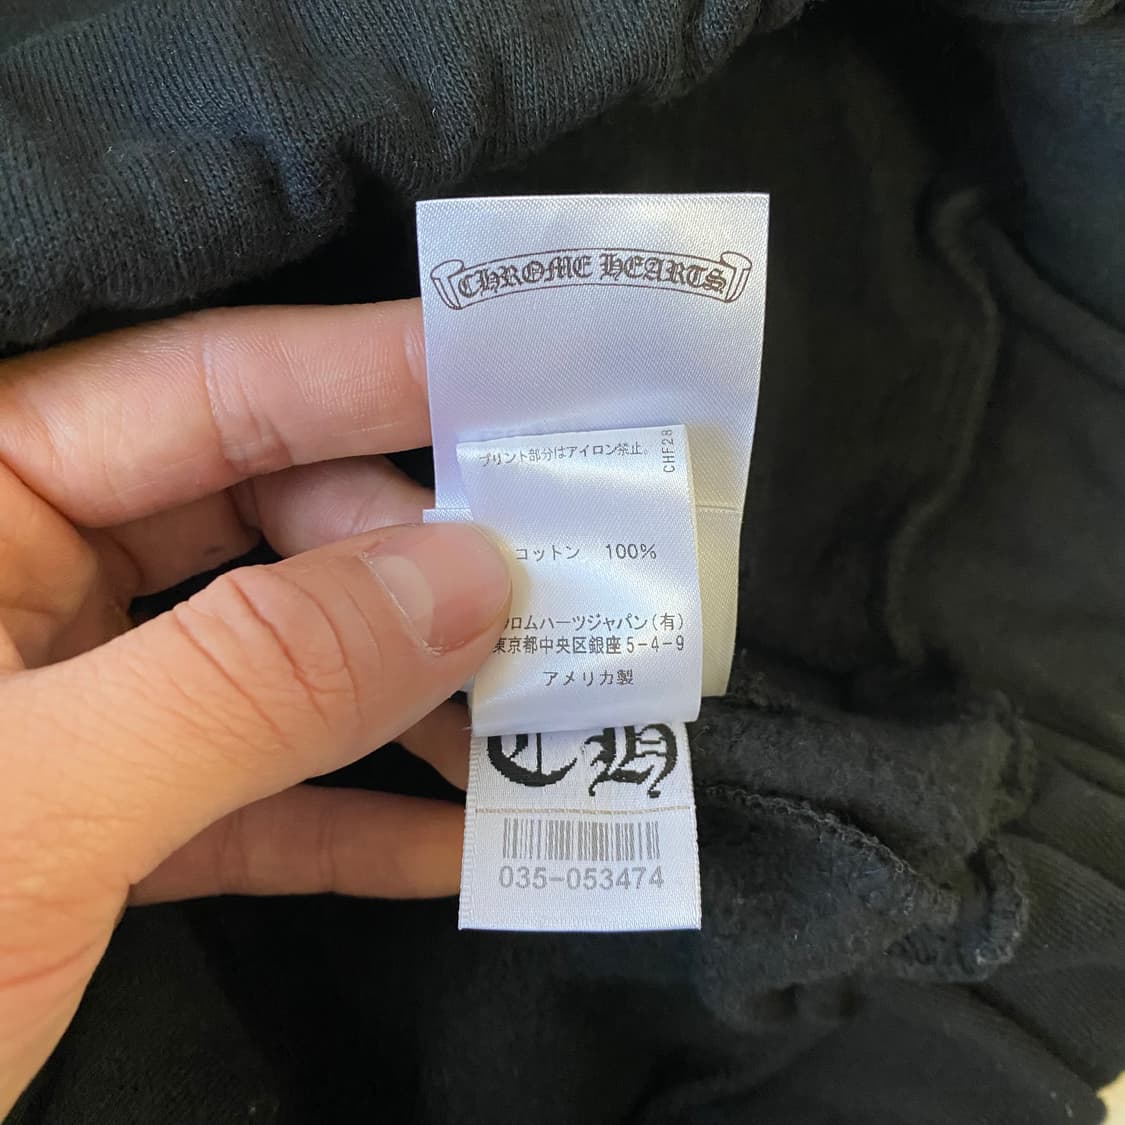 CHROME HEARTS
プリント部分はアイロン禁止。
CHF28
コットン 100%
ロムハーツジャパン(有)
東京都中央区銀座5-4-9
アメリカ製
CH
035-053474